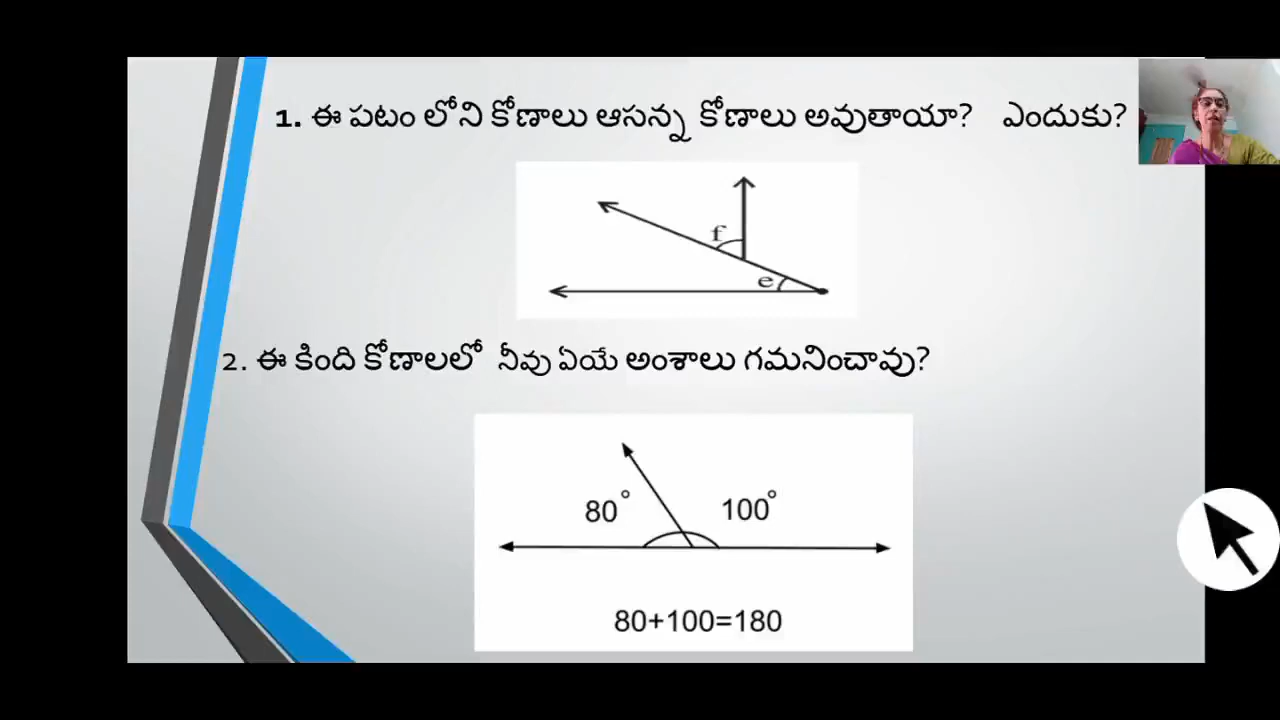 1. ఈ పటం లోని కోణాలు ఆసన్న కోణాలు అవుతాయా? ఎందుకు?
f
e
2. ఈ కింది కోణాలలో నీవు ఏయే అంశాలు గమనించావు?
80° 100°
80+100=180